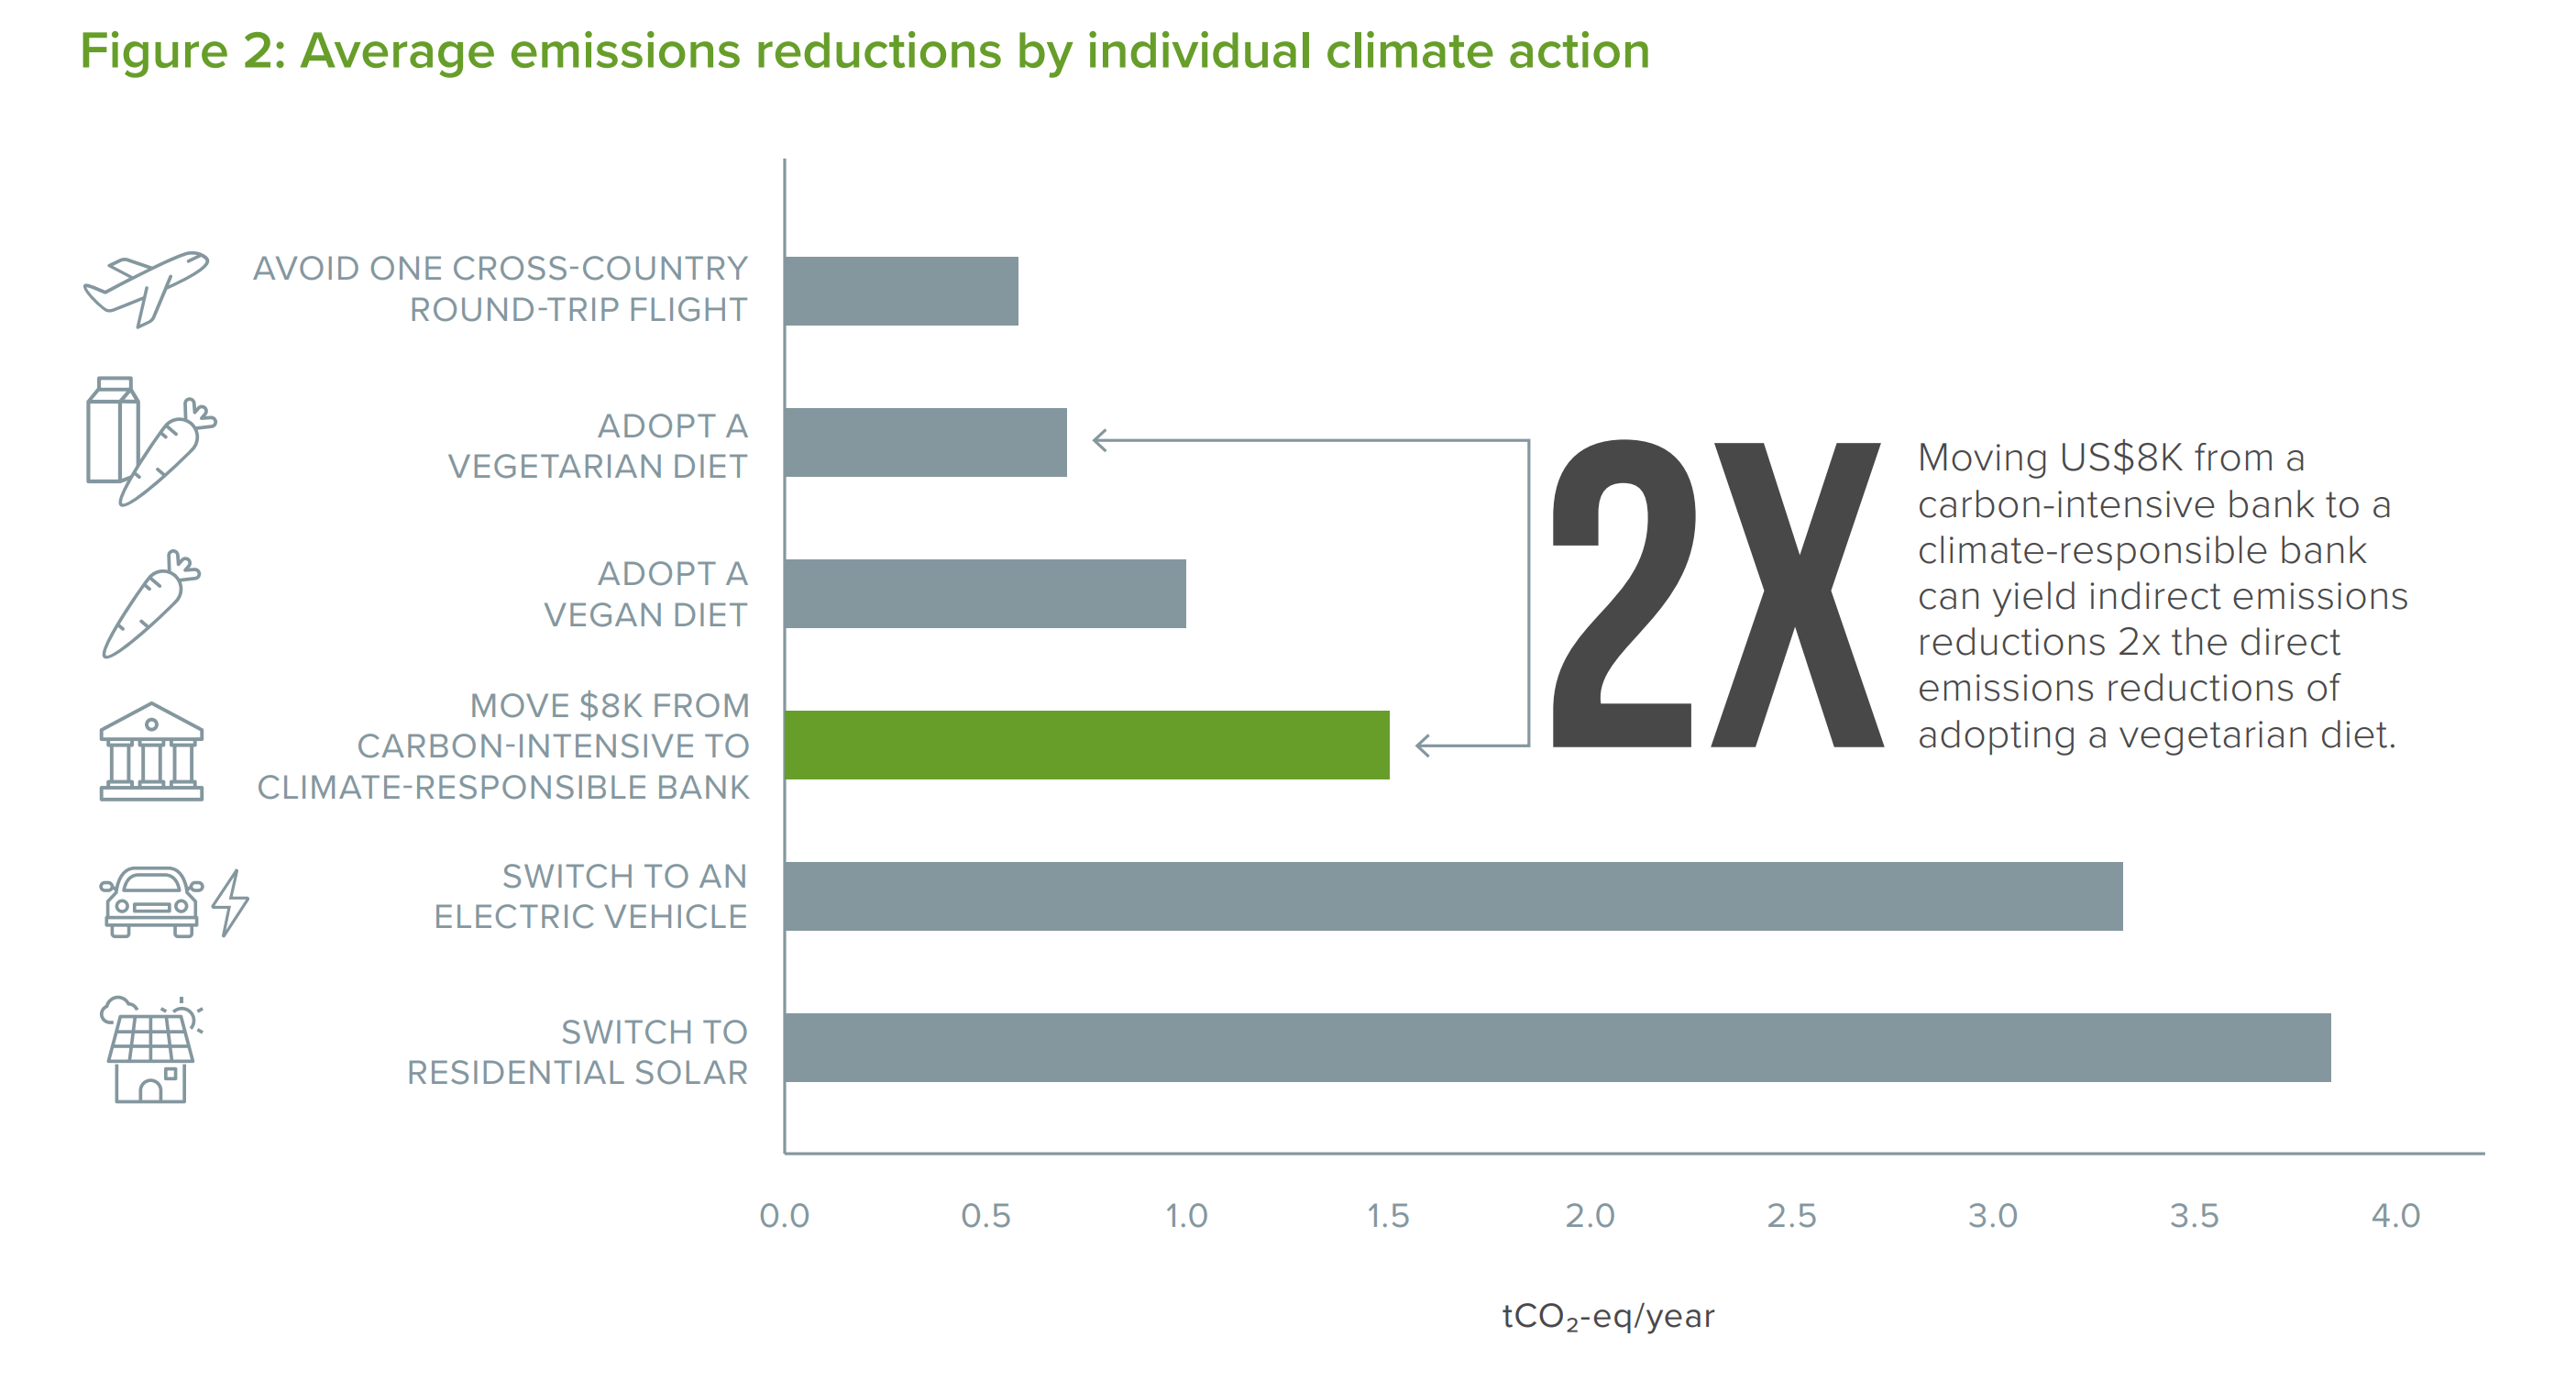 Figure 2: Average emissions reductions by individual climate action
AVOID ONE CROSS-COUNTRY
ROUND-TRIP FLIGHT
ADOPT A
VEGETARIAN DIET
ADOPT A
VEGAN DIET
MOVE $8K FROM
CARBON-INTENSIVE TO
CLIMATE-RESPONSIBLE BANK
SWITCH TO AN
ELECTRIC VEHICLE
SWITCH TO
RESIDENTIAL SOLAR
2X
Moving US$8K from a
carbon-intensive bank to a
climate-responsible bank
can yield indirect emissions
reductions 2x the direct
emissions reductions of
adopting a vegetarian diet.
0.0 0.5 1.0 1.5 2.0 2.5 3.0 3.5 4.0
tCO₂-eq/year